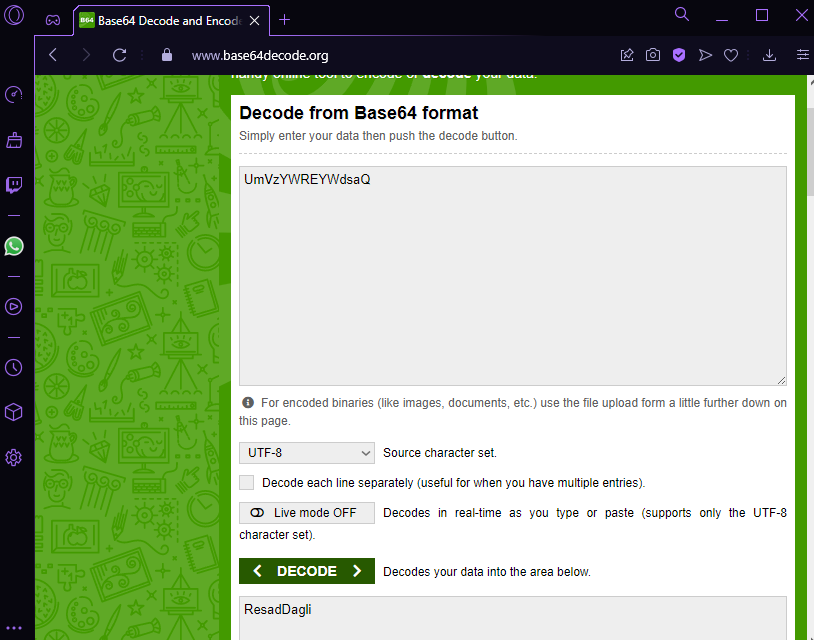 B64 Base64 Decode and Encod
www.base64decode.org
handy online tool to encode or decode your data.
Decode from Base64 format
Simply enter your data then push the decode button.
UmVzYWREYWdsaQ
For encoded binaries (like images, documents, etc.) use the file upload form a little further down on
this page.
UTF-8 Source character set.
Decode each line separately (useful for when you have multiple entries).
Live mode OFF Decodes in real-time as you type or paste (supports only the UTF-8
character set).
< DECODE > Decodes your data into the area below.
ResadDagli